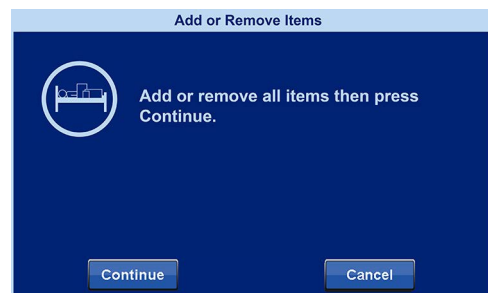 Add or Remove Items
Add or remove all items then press
Continue.
Continue
Cancel